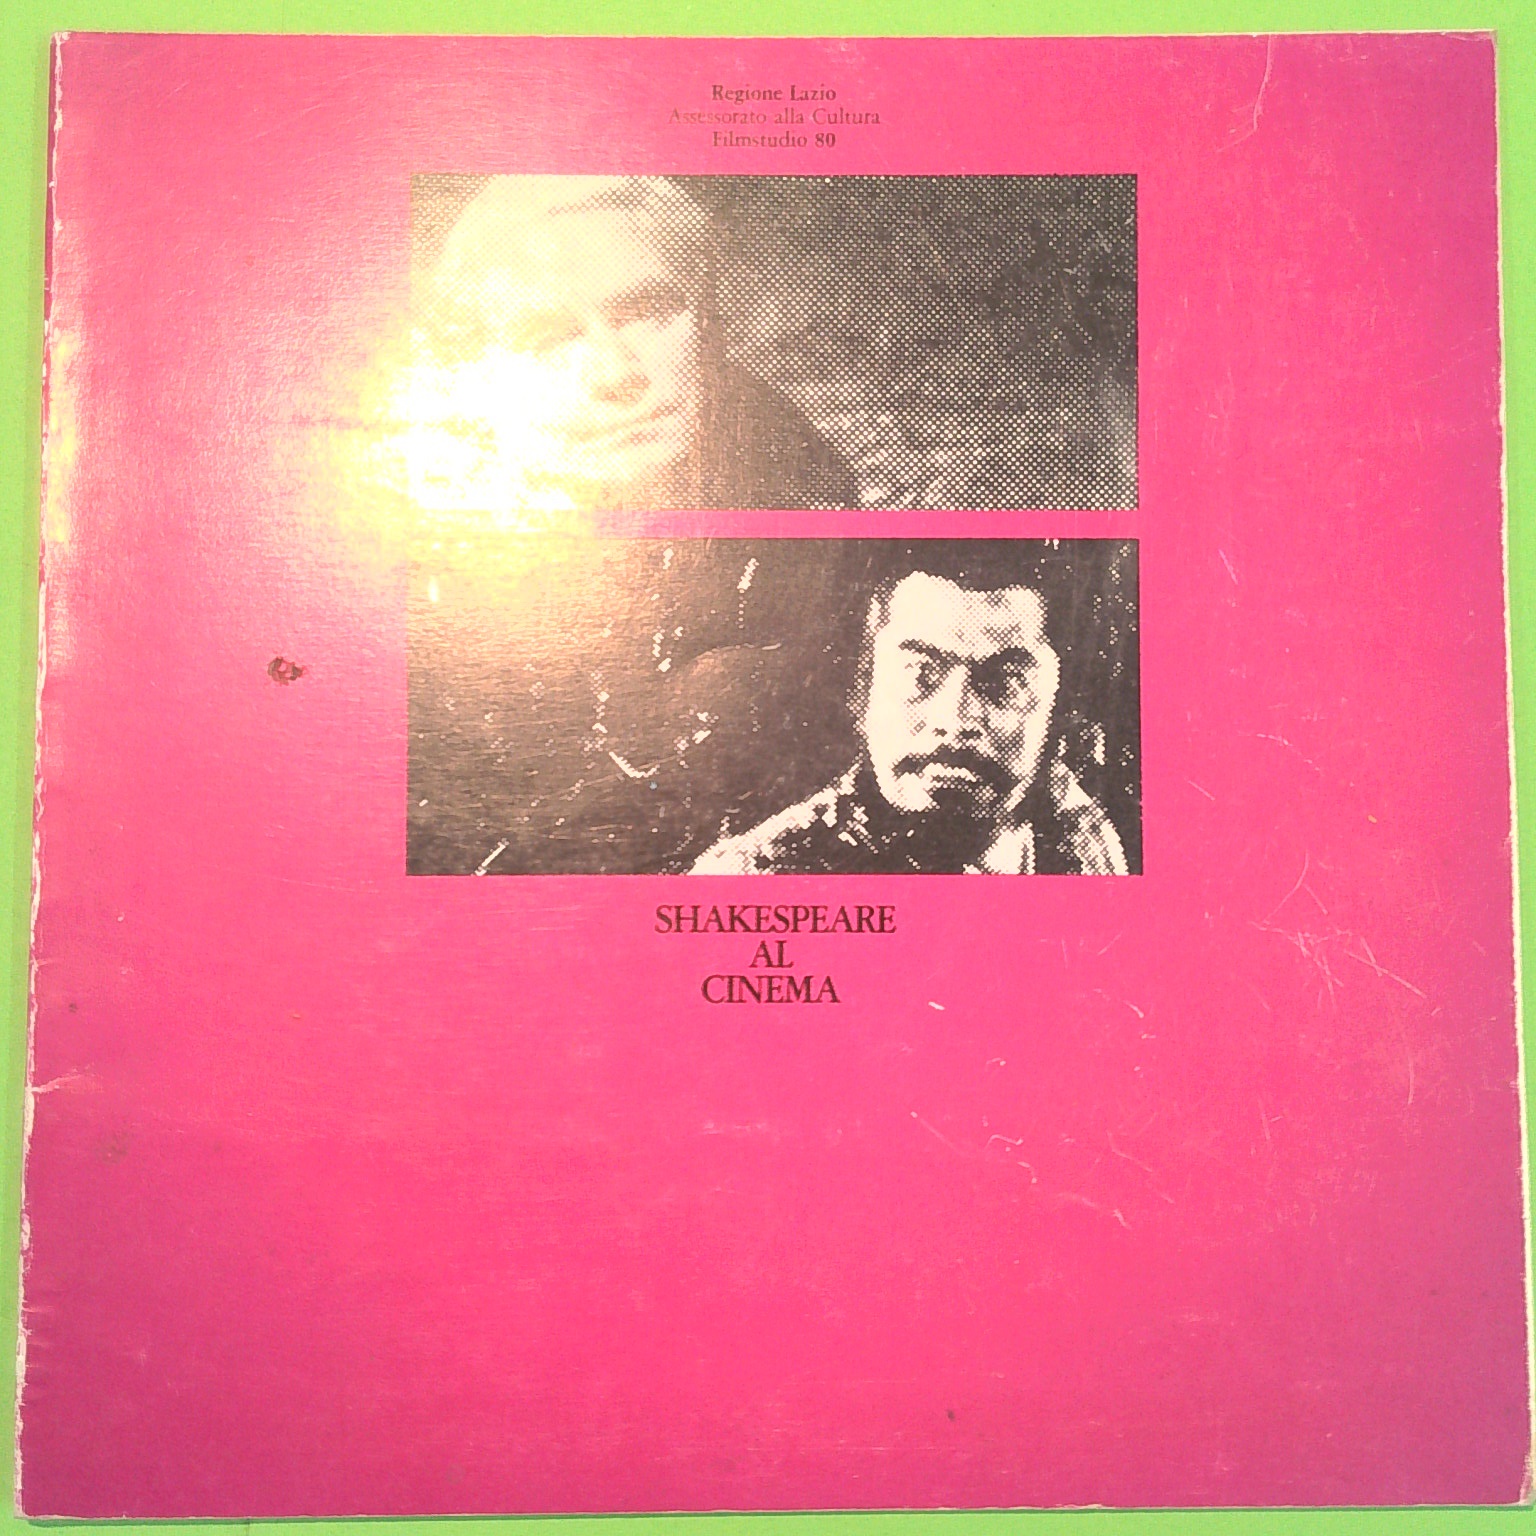 Regione Lazio
Assessorato alla Cultura
Filmstudio 80
SHAKESPEARE
AL
CINEMA